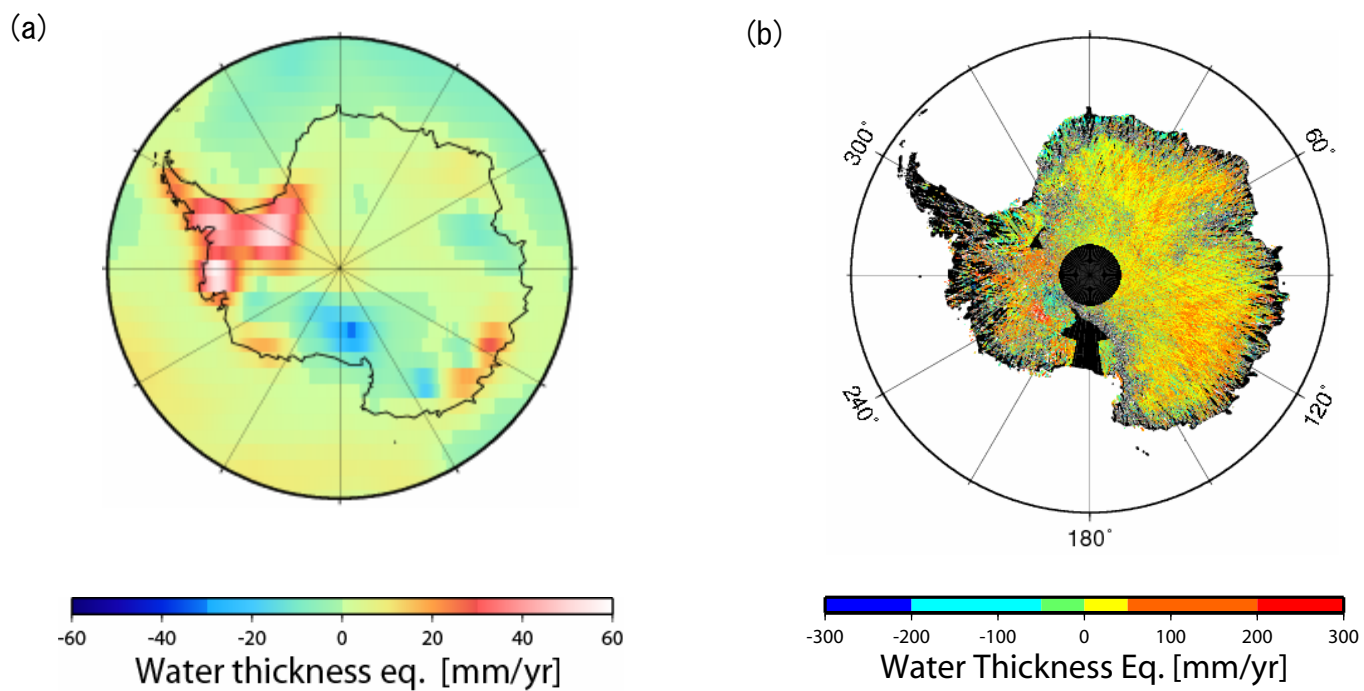 (a)
(b)
300°
60°
240°
120°
180°
-60 -40 -20 0 20 40 60
Water thickness eq. [mm/yr]
-300 -200 -100 0 100 200 300
Water Thickness Eq. [mm/yr]